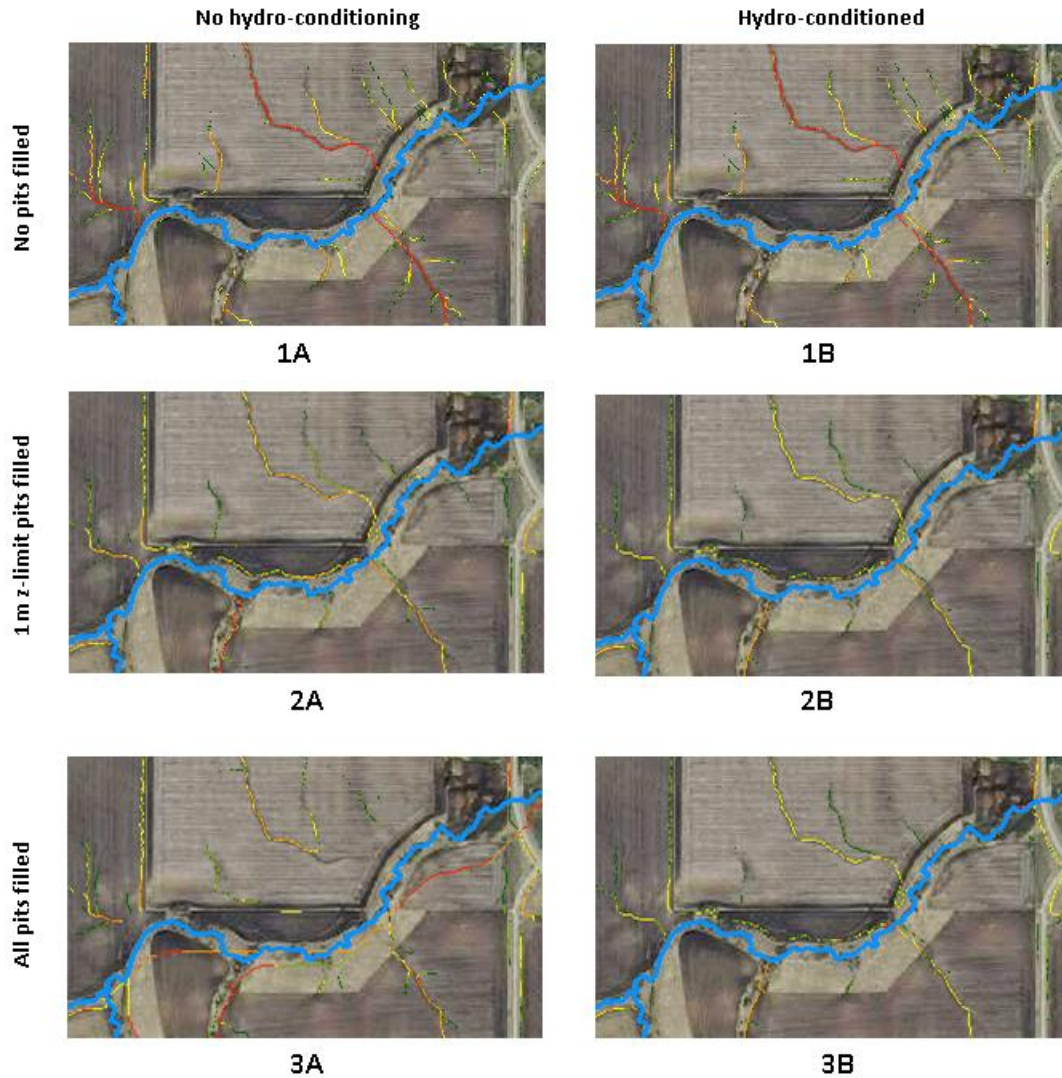 No hydro-conditioning
Hydro-conditioned
No pits filled
1A
1B
1 m z-limit pits filled
2A
2B
All pits filled
3A
3B